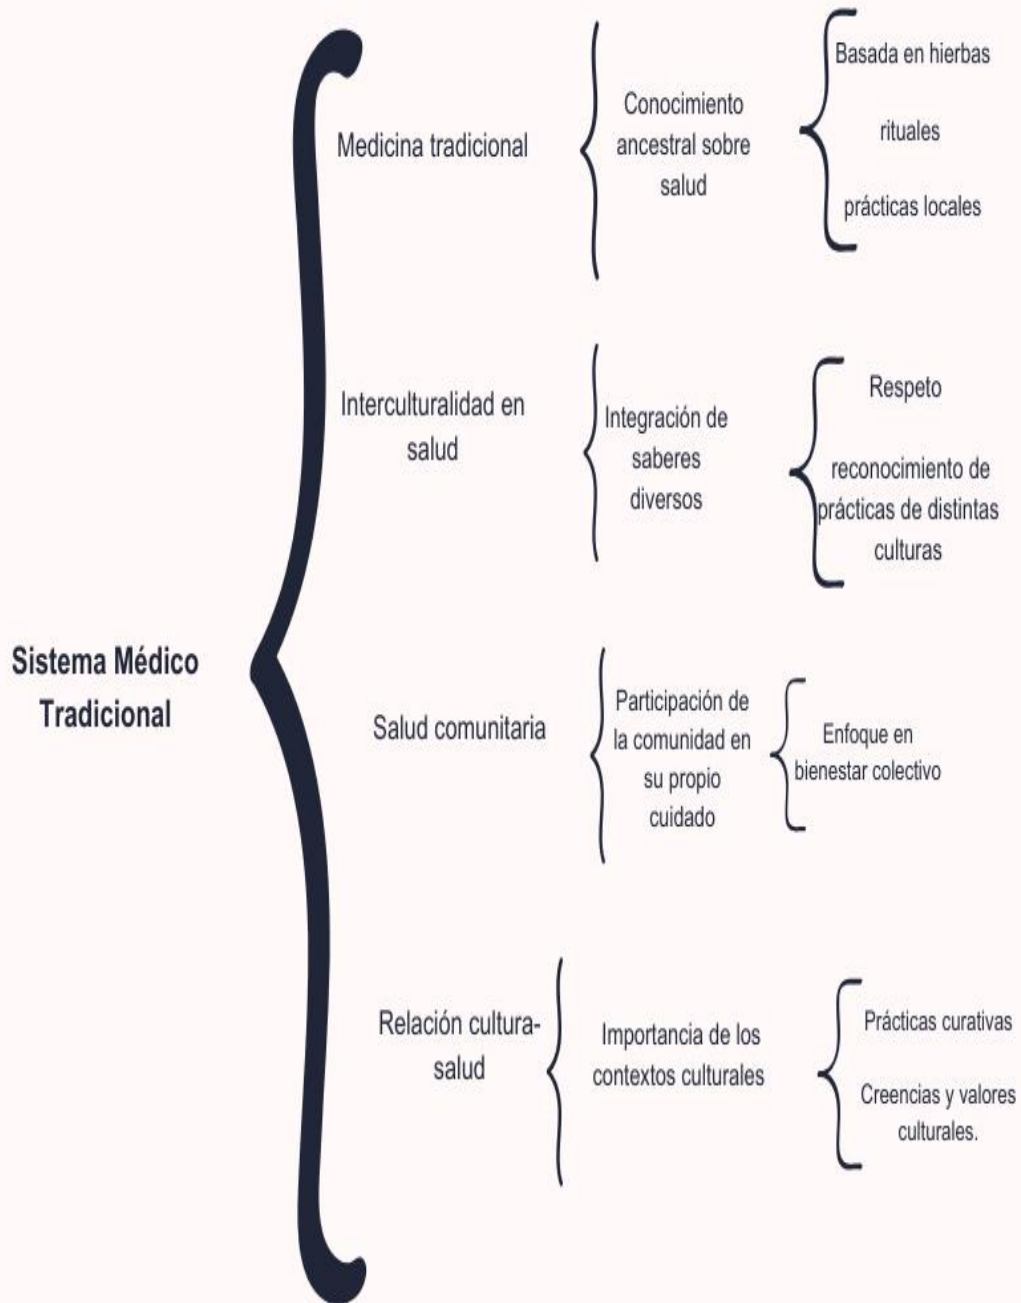 Sistema Médico
Tradicional
Medicina tradicional
Conocimiento
ancestral sobre
salud
Basada en hierbas
rituales
prácticas locales
Interculturalidad en
salud
Integración de
saberes
diversos
Respeto
reconocimiento de
prácticas de distintas
culturas
Salud comunitaria
Participación de
la comunidad en
su propio
cuidado
Enfoque en
bienestar colectivo
Relación cultura-
salud
Importancia de los
contextos culturales
Prácticas curativas
Creencias y valores
culturales.